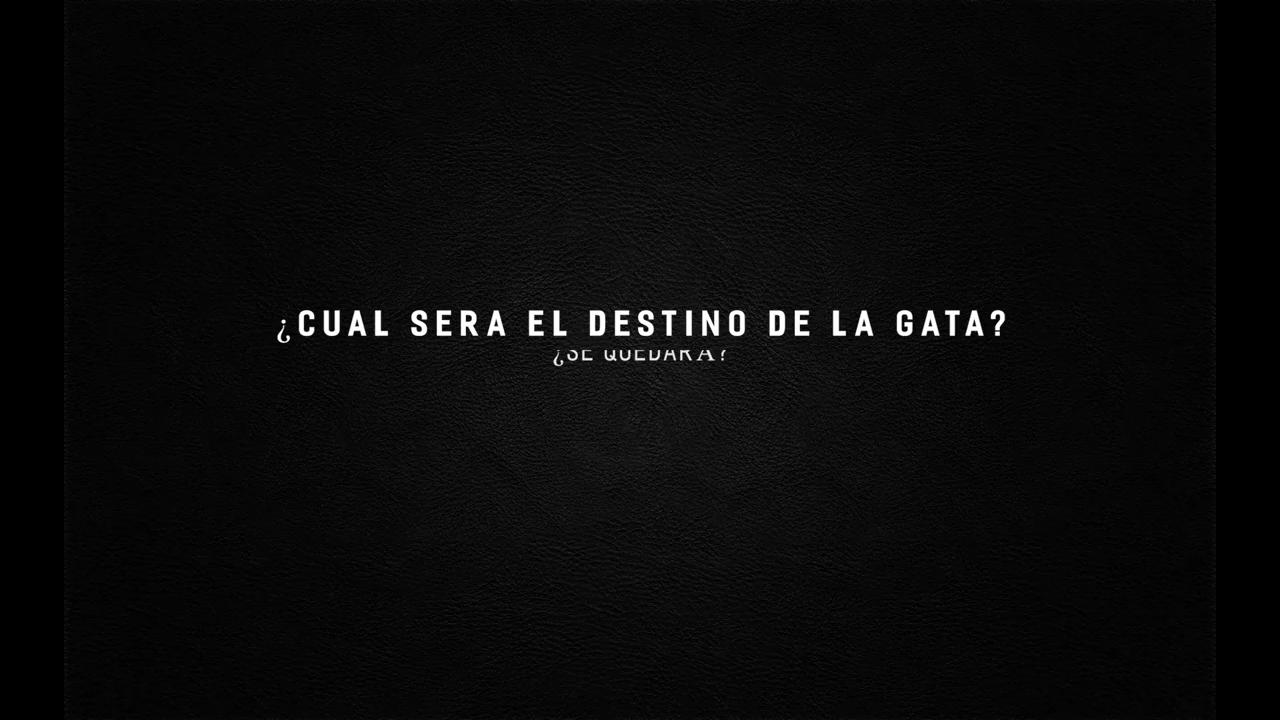 ¿CUAL SERA EL DESTINO DE LA GATA?
¿SE QUEDARA?